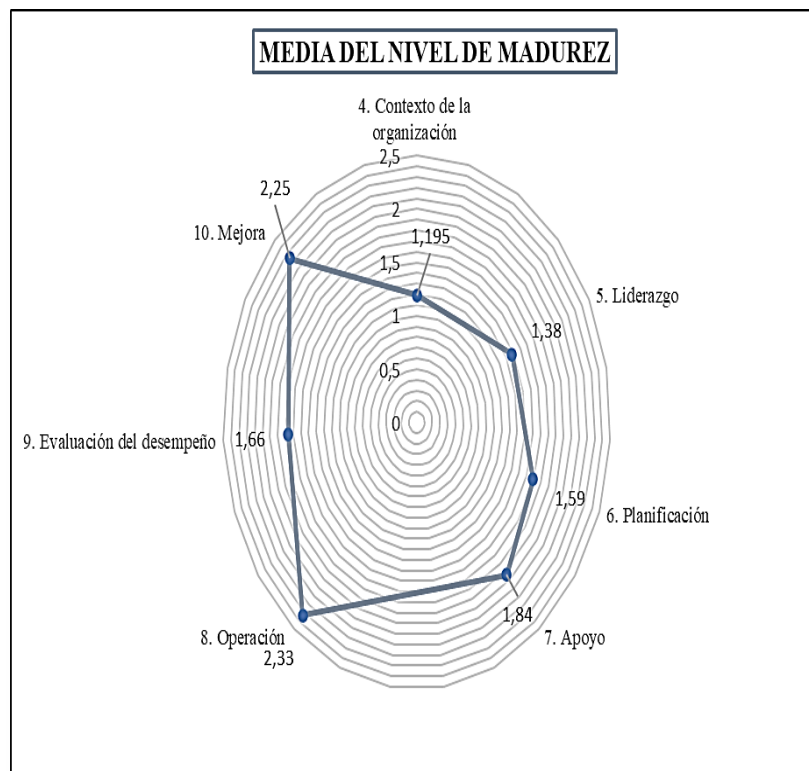 MEDIA DEL NIVEL DE MADUREZ
4. Contexto de la
organización
2,5
2,25
2
10. Mejora
1,195
1,5
5. Liderazgo
1
1,38
0,5
0
9. Evaluación del desempeño
1,66
1,59
6. Planificación
1,84
8. Operación
7. Apoyo
2,33